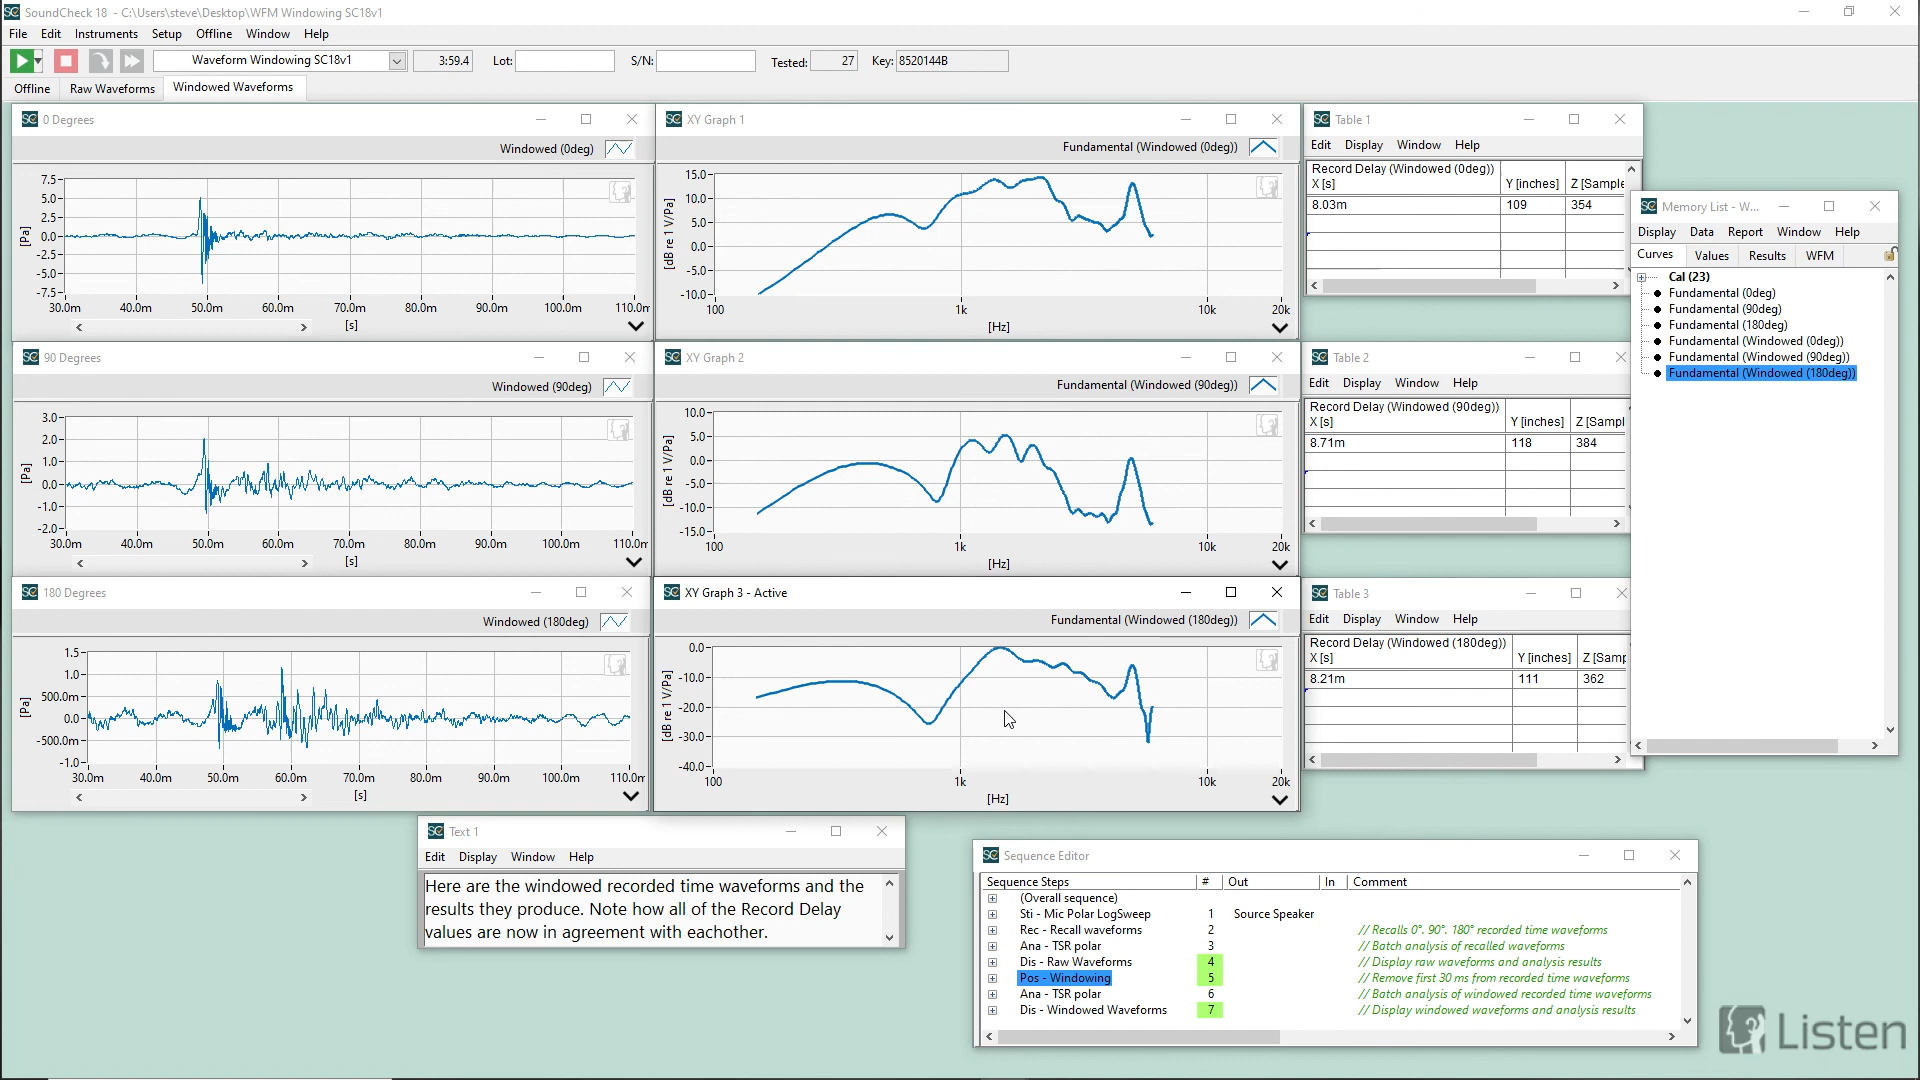 SoundCheck 18 - C:\Users\steve\Desktop\WFM Windowing SC18v1
File Edit Instruments Setup Offline Window Help
Waveform Windowing SC18v1 3:59.4 Lot: S/N: Tested: 27 Key: 8520144B
Offline Raw Waveforms Windowed Waveforms
0 Degrees
Windowed (0deg)
7.5
5.0
2.5
0.0
-2.5
-5.0
-7.5
[Pa]
30.0m 40.0m 50.0m 60.0m 70.0m 80.0m 90.0m 100.0m 110.0m
[s]
XY Graph 1
Fundamental (Windowed (0deg))
15.0
10.0
5.0
0.0
-5.0
-10.0
[dB re 1 V/Pa]
100 1k 10k 20k
[Hz]
Table 1
Edit Display Window Help
Record Delay (Windowed (0deg))
X [s] Y [inches] Z [Sample
8.03m 109 354
90 Degrees
Windowed (90deg)
3.0
2.0
1.0
0.0
-1.0
-2.0
[Pa]
30.0m 40.0m 50.0m 60.0m 70.0m 80.0m 90.0m 100.0m 110.0m
[s]
XY Graph 2
Fundamental (Windowed (90deg))
10.0
5.0
0.0
-5.0
-10.0
-15.0
[dB re 1 V/Pa]
100 1k 10k 20k
[Hz]
Table 2
Edit Display Window Help
Record Delay (Windowed (90deg))
X [s] Y [inches] Z [Sampl
8.71m 118 384
180 Degrees
Windowed (180deg)
1.5
1.0
500.0m
0.0
-500.0m
-1.0
[Pa]
30.0m 40.0m 50.0m 60.0m 70.0m 80.0m 90.0m 100.0m 110.0m
[s]
XY Graph 3 - Active
Fundamental (Windowed (180deg))
0.0
-10.0
-20.0
-30.0
-40.0
[dB re 1 V/Pa]
100 1k 10k 20k
[Hz]
Table 3
Edit Display Window Help
Record Delay (Windowed (180deg))
X [s] Y [inches] Z [Samp
8.21m 111 362
Memory List - W...
Display Data Report Window Help
Curves Values Results WFM
Cal (23)
Fundamental (0deg)
Fundamental (90deg)
Fundamental (180deg)
Fundamental (Windowed (0deg))
Fundamental (Windowed (90deg))
Fundamental (Windowed (180deg))
Text 1
Edit Display Window Help
Here are the windowed recorded time waveforms and the
results they produce. Note how all of the Record Delay
values are now in agreement with eachother.
Sequence Editor
Sequence Steps # Out In Comment
(Overall sequence)
Sti - Mic Polar LogSweep 1 Source Speaker
Rec - Recall waveforms 2 // Recalls 0°. 90°. 180° recorded time waveforms
Ana - TSR polar 3 // Batch analysis of recalled waveforms
Dis - Raw Waveforms 4 // Display raw waveforms and analysis results
Pos - Windowing 5 // Remove first 30 ms from recorded time waveforms
Ana - TSR polar 6 // Batch analysis of windowed recorded time waveforms
Dis - Windowed Waveforms 7 // Display windowed waveforms and analysis results
Listen